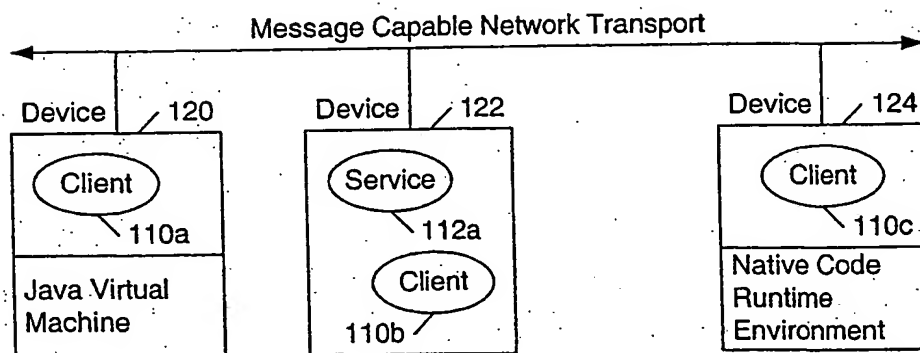 Message Capable Network Transport
Device 120
Device 122
Device 124
Client
Service
Client
110a
112a
110c
Java Virtual
Machine
Client
110b
Native Code
Runtime
Environment